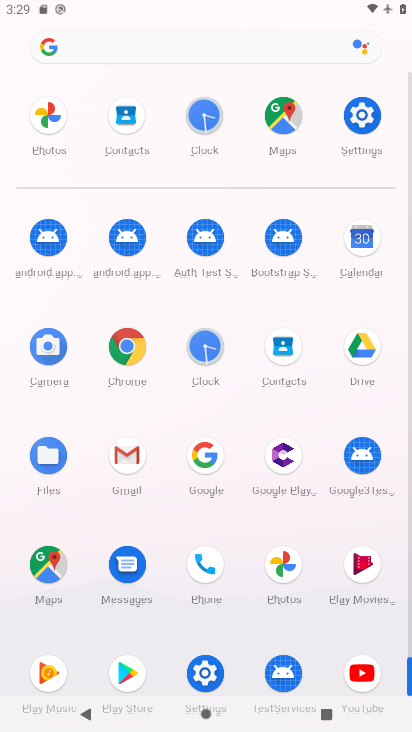 3:29
Photos Contacts Clock Maps Settings
android.app... android.app... Auth Test S... Bootstrap S... Calendar
30
Camera Chrome Clock Contacts Drive
Files Gmail Google Google Play... Google3Tes...
Maps Messages Phone Photos Play Movies...
Play Music Play Store Settings TestServices YouTube